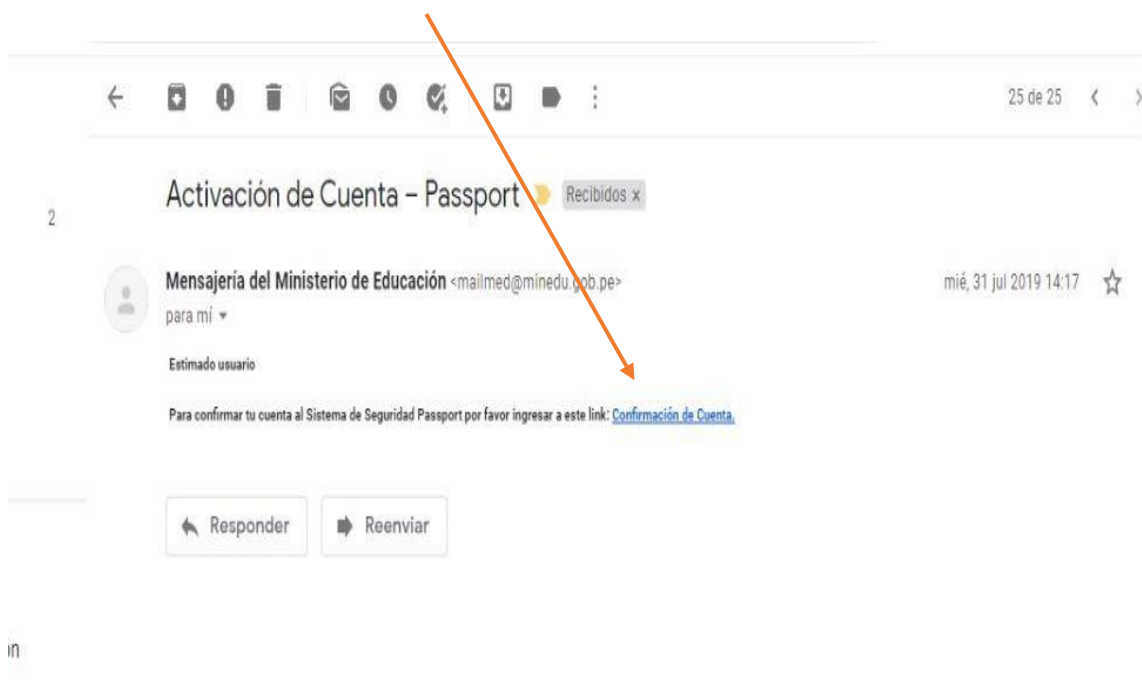 25 de 25
Activación de Cuenta – Passport Recibidos x
2
Mensajería del Ministerio de Educación <mailmed@minedu.gob.pe> mié, 31 jul 2019 14:17
para mí
Estimado usuario
Para confirmar tu cuenta al Sistema de Seguridad Passport por favor ingresar a este link: Confirmación de Cuenta.
Responder Reenviar